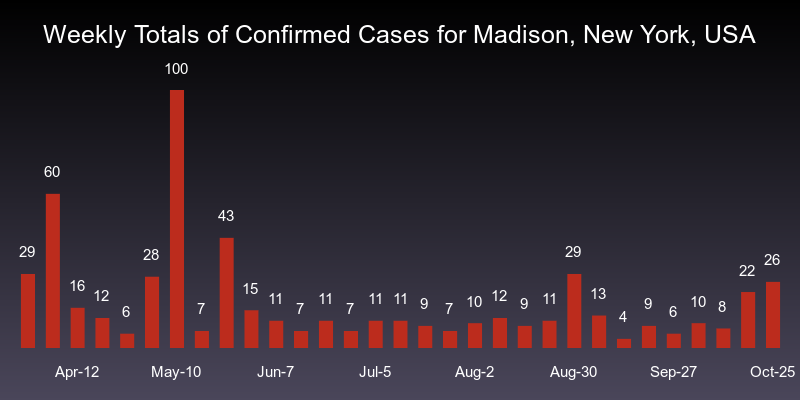 Weekly Totals of Confirmed Cases for Madison, New York, USA
29 60 16 12 6 28 100 7 43 15 11 7 11 7 11 11 9 7 10 12 9 11 29 13 4 9 6 10 8 22 26
Apr-12 May-10 Jun-7 Jul-5 Aug-2 Aug-30 Sep-27 Oct-25